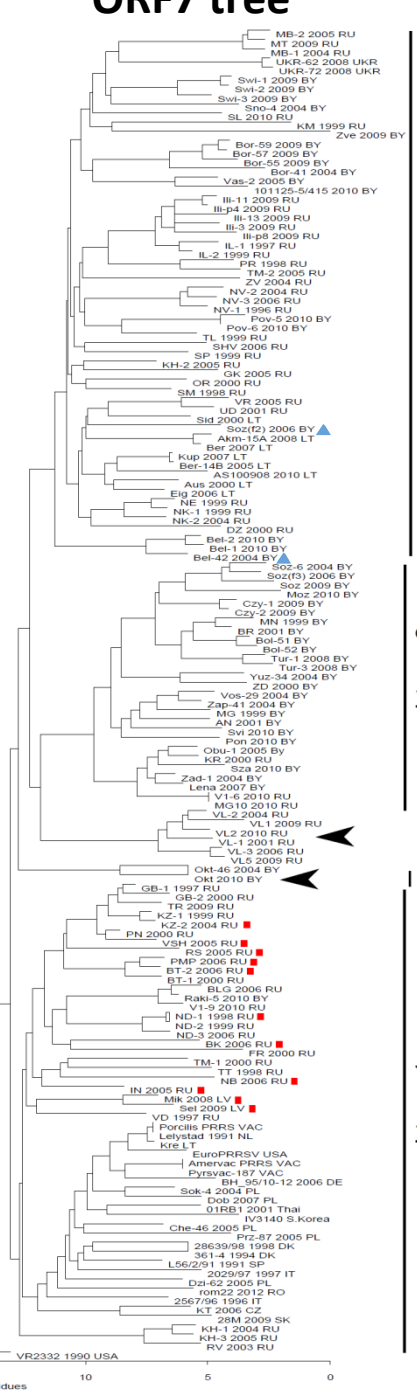 ORF7 tree
MB-2 2005 RU
MT 2009 RU
MB-1 2004 RU
UKR-62 2008 UKR
UKR-72 2008 UKR
Swi-1 2009 BY
Swi-2 2009 BY
Swi-3 2009 BY
Sno-4 2004 BY
SL 2010 RU
KM 1999 RU
Zve 2009 BY
Bor-59 2009 BY
Bor-57 2009 BY
Bor-55 2009 BY
Bor-41 2004 BY
Vas-2 2005 BY
101125-5/415 2010 BY
Ili-11 2009 RU
Ili-p4 2009 RU
Ili-13 2009 RU
Ili-3 2009 RU
Ili-p8 2009 RU
IL-1 1997 RU
IL-2 1999 RU
PR 1998 RU
TM-2 2005 RU
ZV 2004 RU
NV-2 2004 RU
NV-3 2006 RU
NV-1 1996 RU
Pov-5 2010 BY
Pov-6 2010 BY
TL 1999 RU
SHV 2006 RU
SP 1999 RU
KH-2 2005 RU
GK 2005 RU
OR 2000 RU
SM 1998 RU
VR 2005 RU
UD 2001 RU
Sid 2000 LT
Soz(f2) 2006 BY
Akm-15A 2008 LT
Ber 2007 LT
Kup 2007 LT
Ber-14B 2005 LT
AS100908 2010 LT
Aus 2000 LT
Eig 2006 LT
NE 1999 RU
NK-1 1999 RU
NK-2 2004 RU
DZ 2000 RU
Bel-2 2010 BY
Bel-1 2010 BY
Bel-42 2004 BY
Soz-6 2004 BY
Soz(f3) 2006 BY
Soz 2009 BY
Moz 2010 BY
Czy-1 2009 BY
Czy-2 2009 BY
MN 1999 BY
BR 2001 BY
Bol-51 BY
Bol-52 BY
Tur-1 2008 BY
Tur-3 2008 BY
Yuz-34 2004 BY
ZD 2000 BY
Vos-29 2004 BY
Zap-41 2004 BY
MG 1999 BY
AN 2001 BY
Svi 2010 BY
Pon 2010 BY
Obu-1 2005 By
KR 2000 RU
Sza 2010 BY
Zad-1 2004 BY
Lena 2007 BY
V1-6 2010 RU
MG10 2010 RU
VL-2 2004 RU
VL1 2009 RU
VL2 2010 RU
VL-1 2001 RU
VL-3 2006 RU
VL5 2009 RU
Okt-46 2004 BY
Okt 2010 BY
GB-1 1997 RU
GB-2 2000 RU
TR 2009 RU
KZ-1 1999 RU
KZ-2 2004 RU
PN 2000 RU
VSH 2005 RU
RS 2005 RU
PMP 2006 RU
BT-2 2006 RU
BT-1 2000 RU
BLG 2006 RU
Raki-5 2010 BY
V1-9 2010 RU
ND-1 1998 RU
ND-2 1999 RU
ND-3 2006 RU
BK 2006 RU
FR 2000 RU
TM-1 2000 RU
TT 1998 RU
NB 2006 RU
IN 2005 RU
Mik 2008 LV
Sel 2009 LV
VD 1997 RU
Porcilis PRRS VAC
Lelystad 1991 NL
Kre LT
EuroPRRSV USA
Amervac PRRS VAC
Pyrsvac-187 VAC
BH_95/10-12 2006 DE
Sok-4 2004 PL
Dob 2007 PL
01RB1 2001 Thai
IV3140 S.Korea
Che-46 2005 PL
Prz-87 2005 PL
28639/98 1998 DK
361-4 1994 DK
L56/2/91 1991 SP
2029/97 1997 IT
Dzi-62 2005 PL
rom22 2012 RO
2567/96 1996 IT
KT 2006 CZ
28M 2009 SK
KH-1 2004 RU
KH-3 2005 RU
RV 2003 RU
VR2332 1990 USA
10 5 0